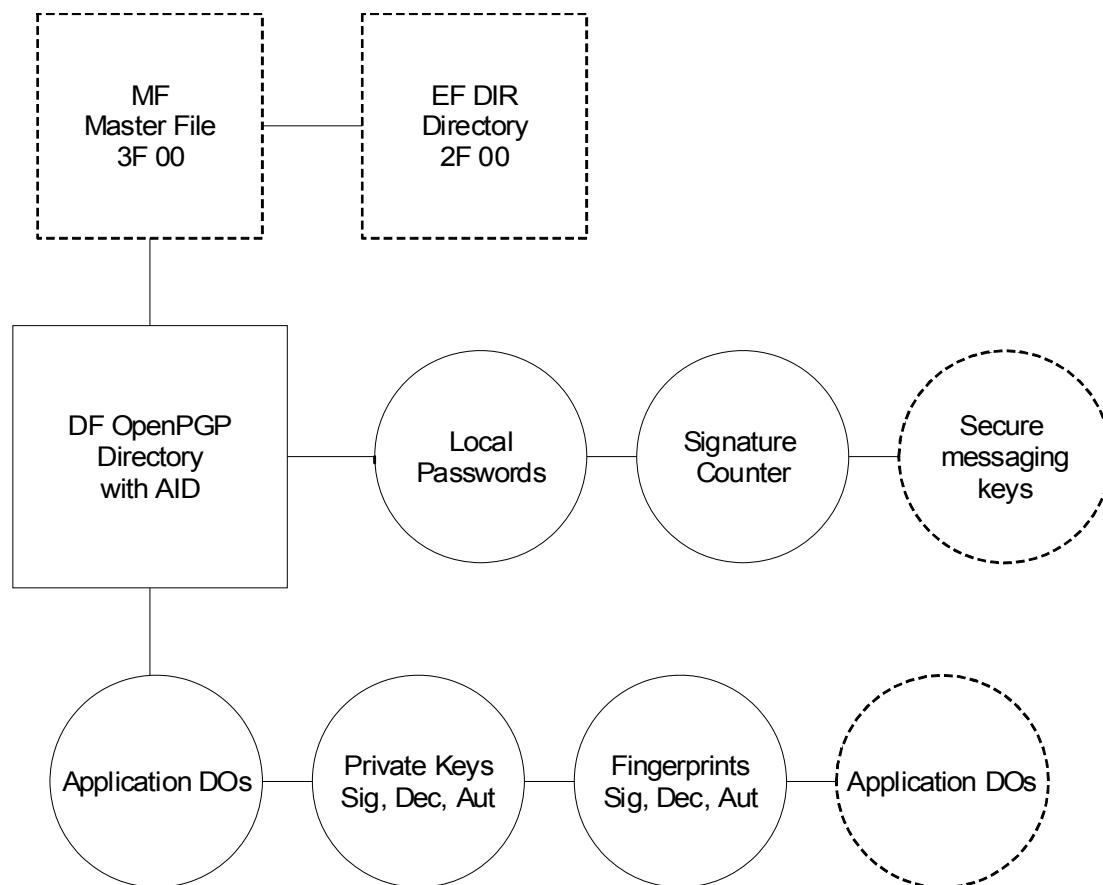 MF
Master File
3F 00
EF DIR
Directory
2F 00
DF OpenPGP
Directory
with AID
Local
Passwords
Signature
Counter
Secure
messaging
keys
Application DOs
Private Keys
Sig, Dec, Aut
Fingerprints
Sig, Dec, Aut
Application DOs